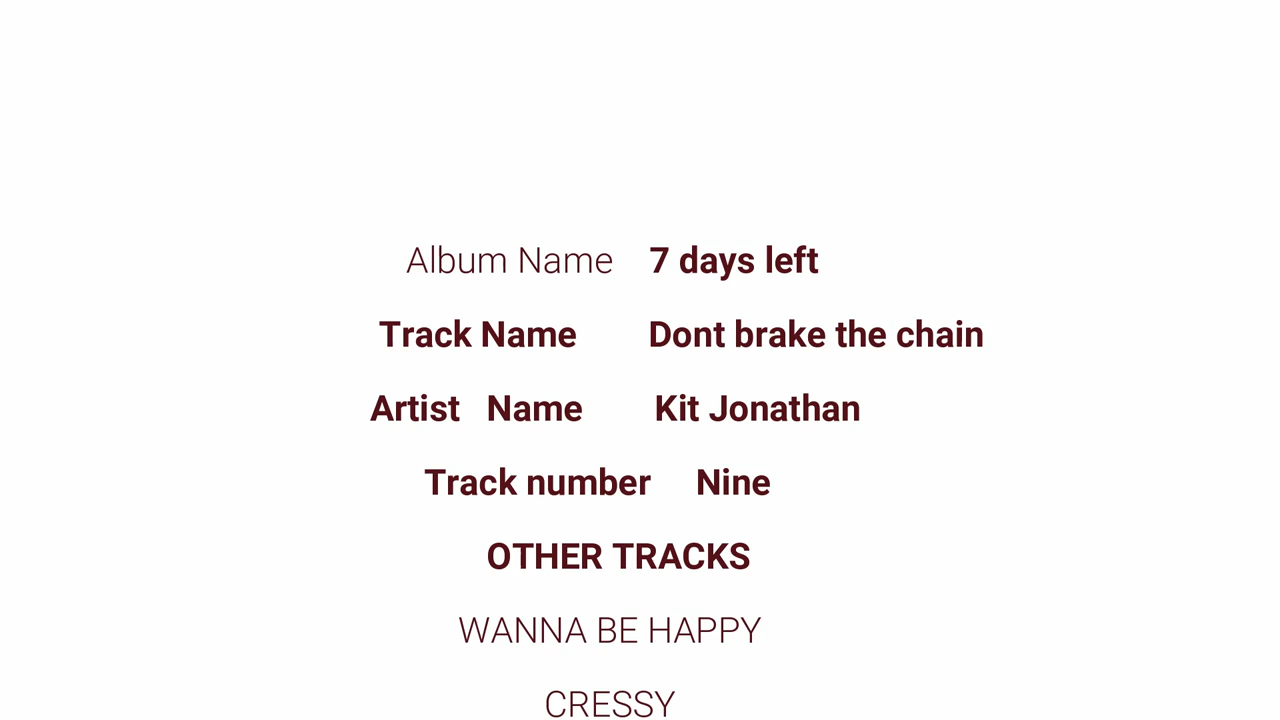 Album Name 7 days left
Track Name Dont brake the chain
Artist Name Kit Jonathan
Track number Nine
OTHER TRACKS
WANNA BE HAPPY
CRESSY